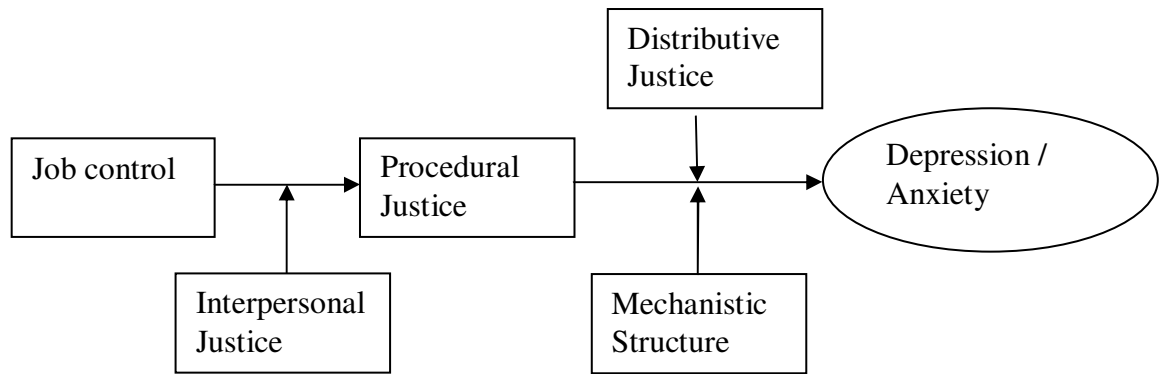 Distributive
Justice
Job control
Procedural
Justice
Depression /
Anxiety
Interpersonal
Justice
Mechanistic
Structure